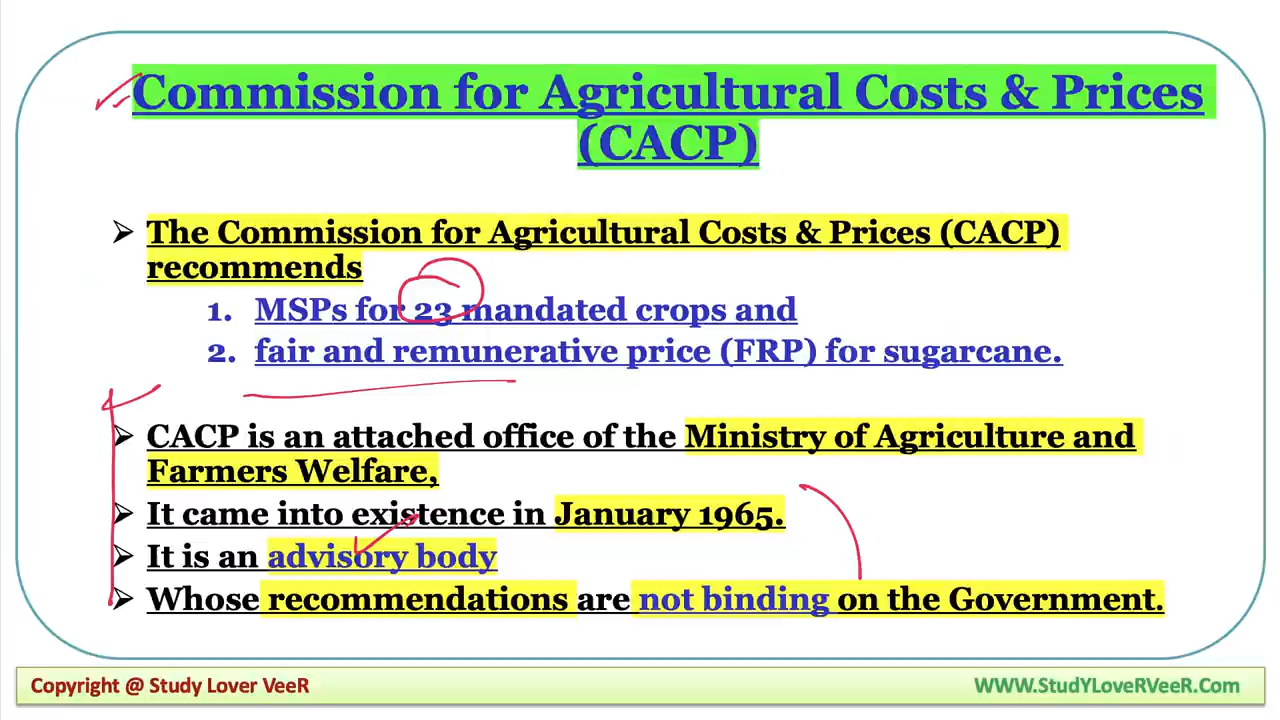 Commission for Agricultural Costs & Prices
(CACP)
➢ The Commission for Agricultural Costs & Prices (CACP)
recommends
1. MSPs for 23 mandated crops and
2. fair and remunerative price (FRP) for sugarcane.
➢ CACP is an attached office of the Ministry of Agriculture and
Farmers Welfare,
➢ It came into existence in January 1965.
➢ It is an advisory body
➢ Whose recommendations are not binding on the Government.
Copyright @ Study Lover VeeR
WWW.StudYLoveRVeeR.Com